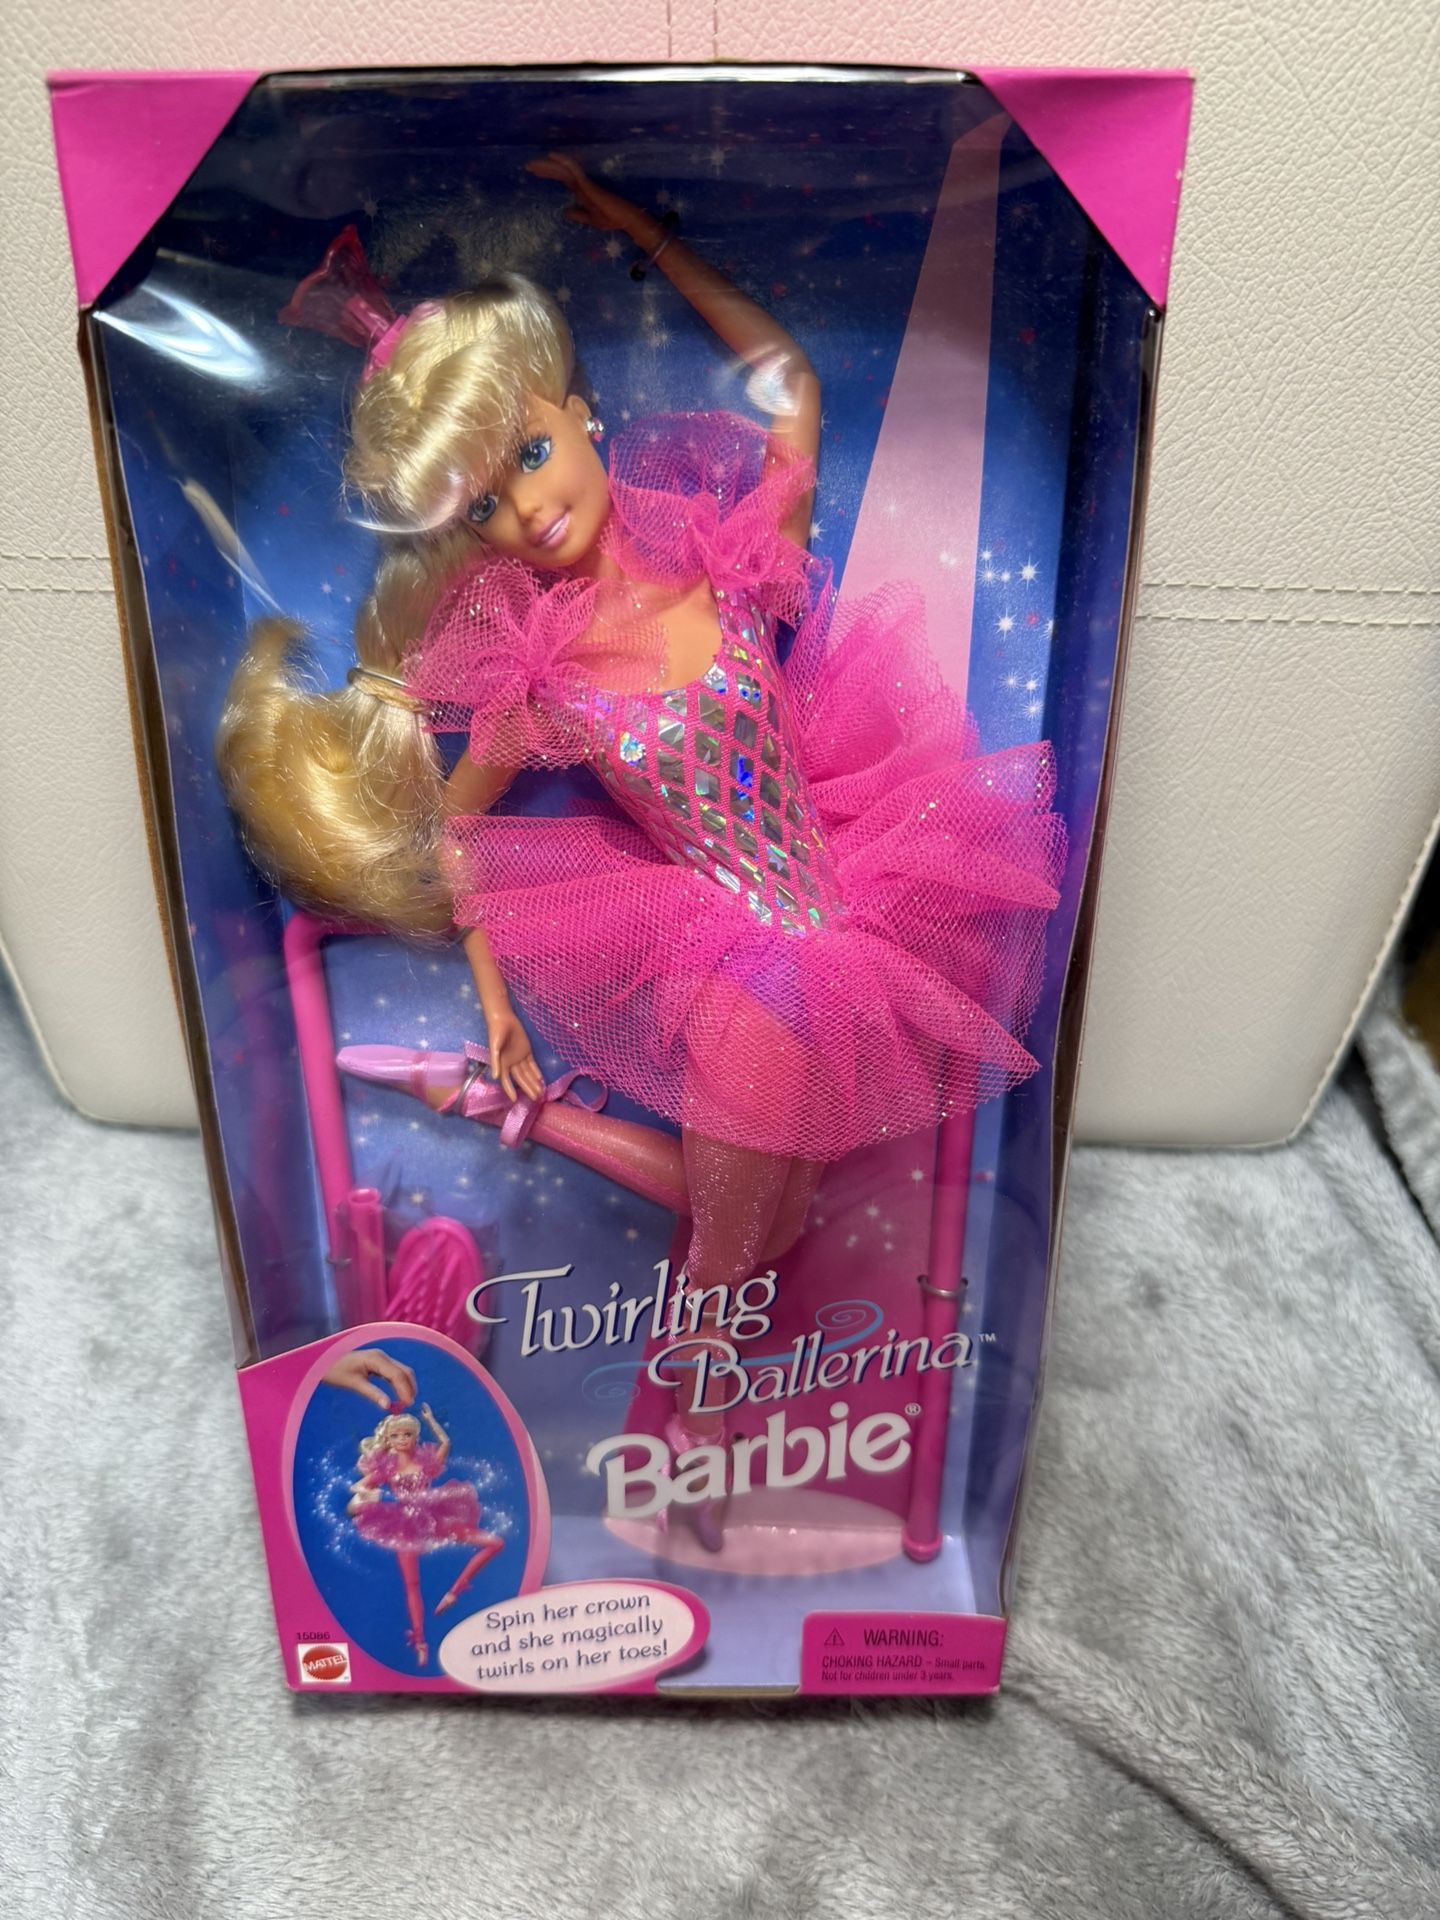 Twirling
Ballerina™
Barbie®
15086
MATTEL
Spin her crown
and she magically
twirls on her toes!
WARNING:
CHOKING HAZARD – Small parts
Not for children under 3 years.